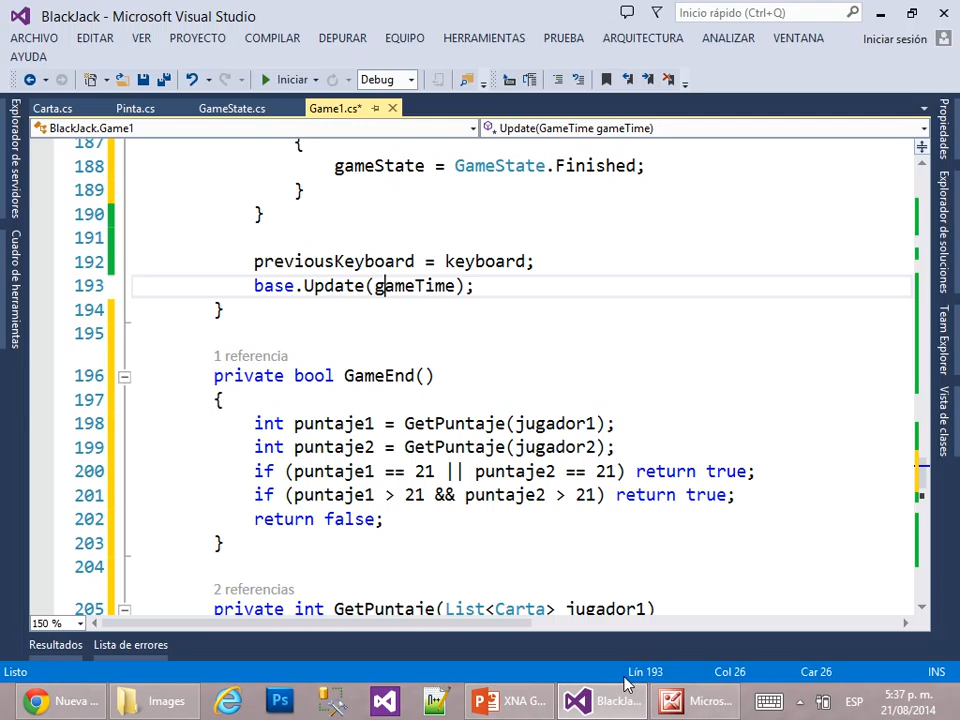 BlackJack - Microsoft Visual Studio
Inicio rápido (Ctrl+Q)
ARCHIVO EDITAR VER PROYECTO COMPILAR DEPURAR EQUIPO HERRAMIENTAS PRUEBA ARQUITECTURA ANALIZAR VENTANA Iniciar sesión
AYUDA
Iniciar Debug
Carta.cs Pinta.cs GameState.cs Game1.cs*
BlackJack.Game1 Update(GameTime gameTime)
187 {
188 gameState = GameState.Finished;
189 }
190 }
191
192 previousKeyboard = keyboard;
193 base.Update(gameTime);
194 }
195
1 referencia
196 private bool GameEnd()
197 {
198 int puntaje1 = GetPuntaje(jugador1);
199 int puntaje2 = GetPuntaje(jugador2);
200 if (puntaje1 == 21 || puntaje2 == 21) return true;
201 if (puntaje1 > 21 && puntaje2 > 21) return true;
202 return false;
203 }
204
2 referencias
205 private int GetPuntaje(List<Carta> jugador1)
Explorador de servidores
Cuadro de herramientas
Propiedades
Explorador de soluciones
Team Explorer
Vista de clases
150 %
Resultados Lista de errores
Listo Lín 193 Col 26 Car 26 INS
Nueva ... Images Ps XNA G... BlackJa... Micros... ESP 5:37 p. m.
21/08/2014